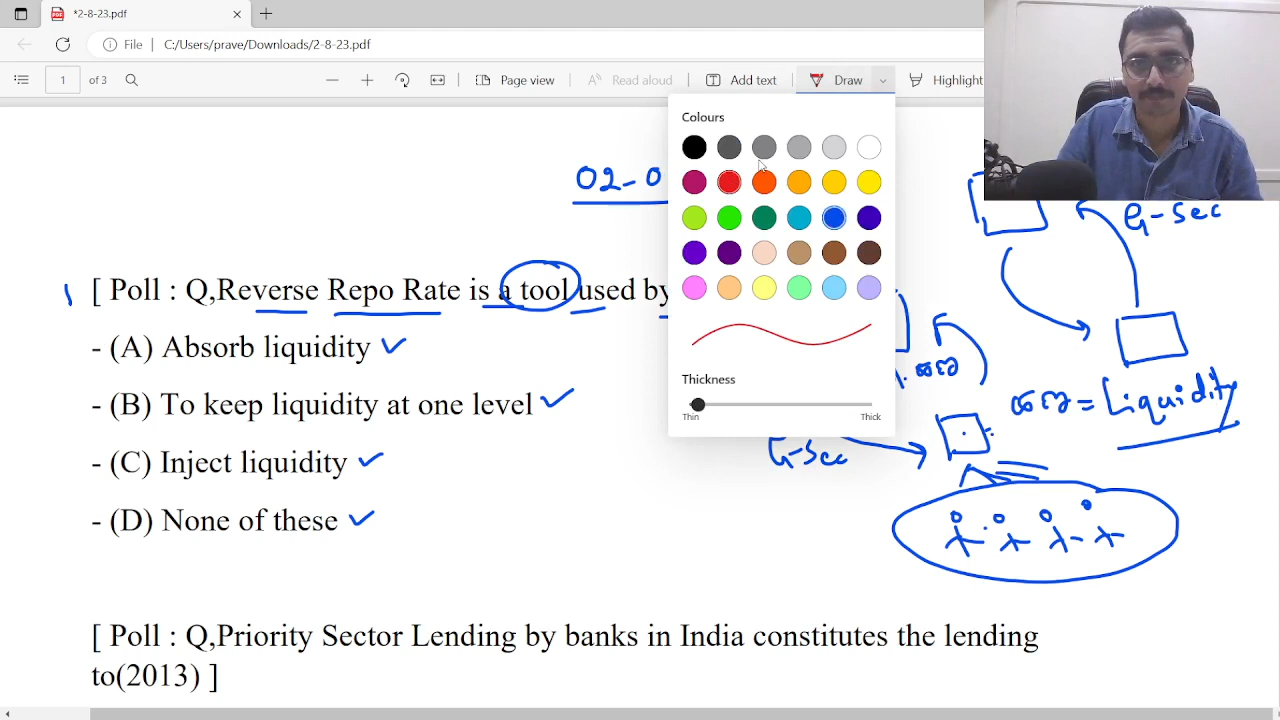 *2-8-23.pdf
File C:/Users/prave/Downloads/2-8-23.pdf
1 of 3 Page view Read aloud Add text Draw Highlight
Colours
Thin Thick
Thickness
02-0
G-Sec
1 [ Poll : Q,Reverse Repo Rate is a tool used by
- (A) Absorb liquidity
- (B) To keep liquidity at one level
= Liquidity
G-Sec
- (C) Inject liquidity
- (D) None of these
[ Poll : Q,Priority Sector Lending by banks in India constitutes the lending
to(2013) ]